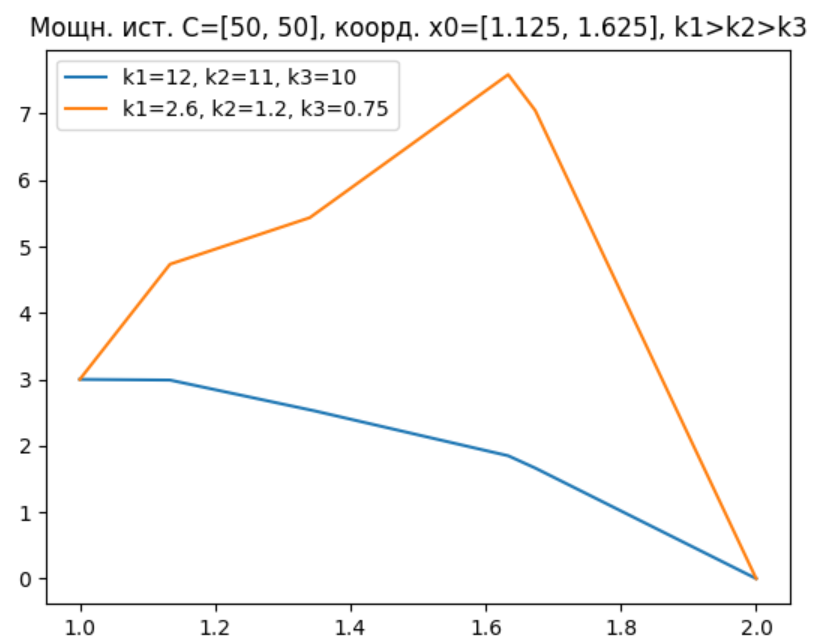 Мощн. ист. C=[50, 50], коорд. x0=[1.125, 1.625], k1>k2>k3
k1=12, k2=11, k3=10
k1=2.6, k2=1.2, k3=0.75
7
6
5
4
3
2
1
0
1.0 1.2 1.4 1.6 1.8 2.0